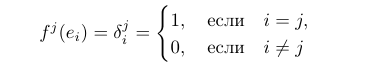 f^j(e_i) = δ_i^j = { 1, если i = j,
0, если i ≠ j